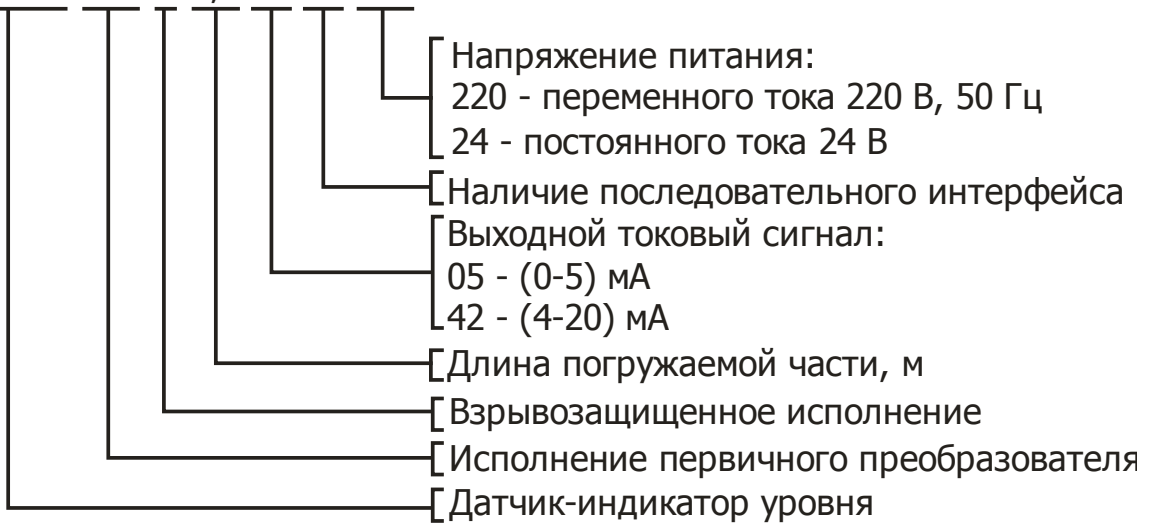 Напряжение питания:
220 - переменного тока 220 В, 50 Гц
24 - постоянного тока 24 В
Наличие последовательного интерфейса
Выходной токовый сигнал:
05 - (0-5) мА
42 - (4-20) мА
Длина погружаемой части, м
Взрывозащищенное исполнение
Исполнение первичного преобразователя
Датчик-индикатор уровня